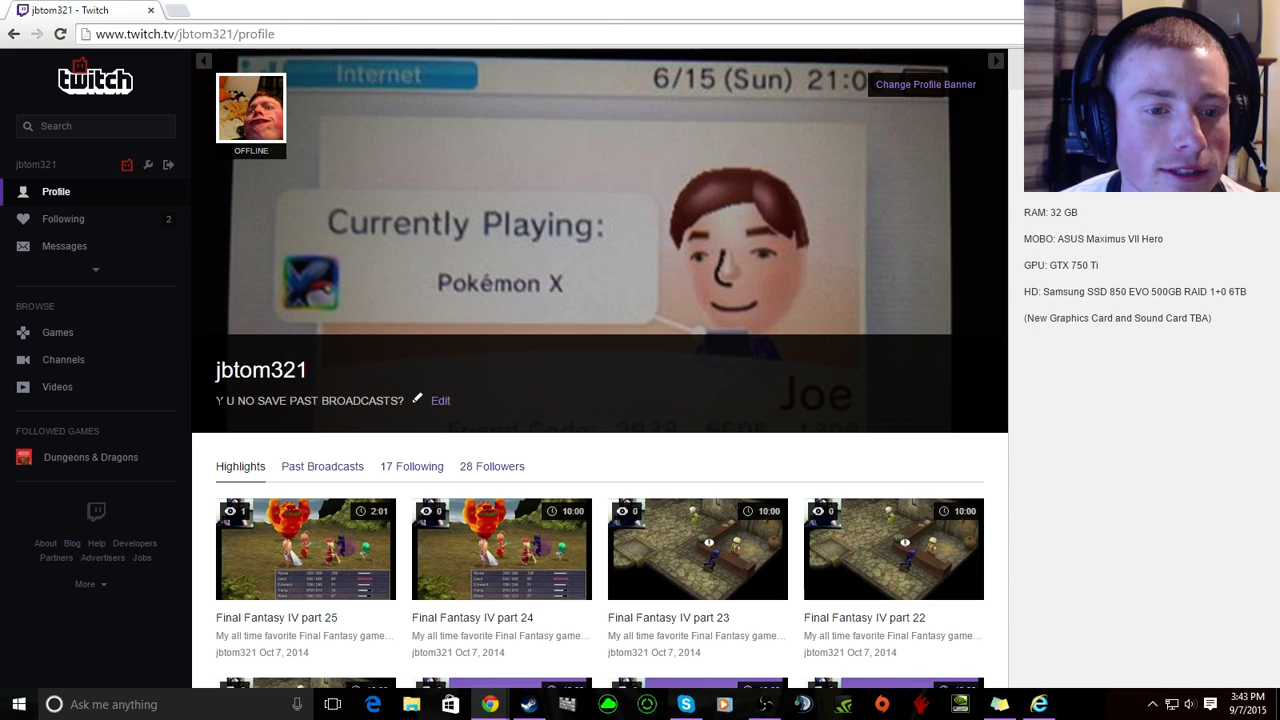 jbtom321 - Twitch
www.twitch.tv/jbtom321/profile
twitch
Search
jbtom321
Profile
Following 2
Messages
BROWSE
Games
Channels
Videos
FOLLOWED GAMES
Dungeons & Dragons
About Blog Help Developers
Partners Advertisers Jobs
More
Internet
6/15 (Sun)
Change Profile Banner
OFFLINE
Currently Playing:
Pokémon X
Joe
jbtom321
Y U NO SAVE PAST BROADCASTS? Edit
Highlights Past Broadcasts 17 Following 28 Followers
1 2:01
0 10:00
0 10:00
0 10:00
Final Fantasy IV part 25
My all time favorite Final Fantasy game…
jbtom321 Oct 7, 2014
Final Fantasy IV part 24
My all time favorite Final Fantasy game…
jbtom321 Oct 7, 2014
Final Fantasy IV part 23
My all time favorite Final Fantasy game…
jbtom321 Oct 7, 2014
Final Fantasy IV part 22
My all time favorite Final Fantasy game…
jbtom321 Oct 7, 2014
RAM: 32 GB
MOBO: ASUS Maximus VII Hero
GPU: GTX 750 Ti
HD: Samsung SSD 850 EVO 500GB RAID 1+0 6TB
(New Graphics Card and Sound Card TBA)
Ask me anything
3:43 PM
9/7/2015